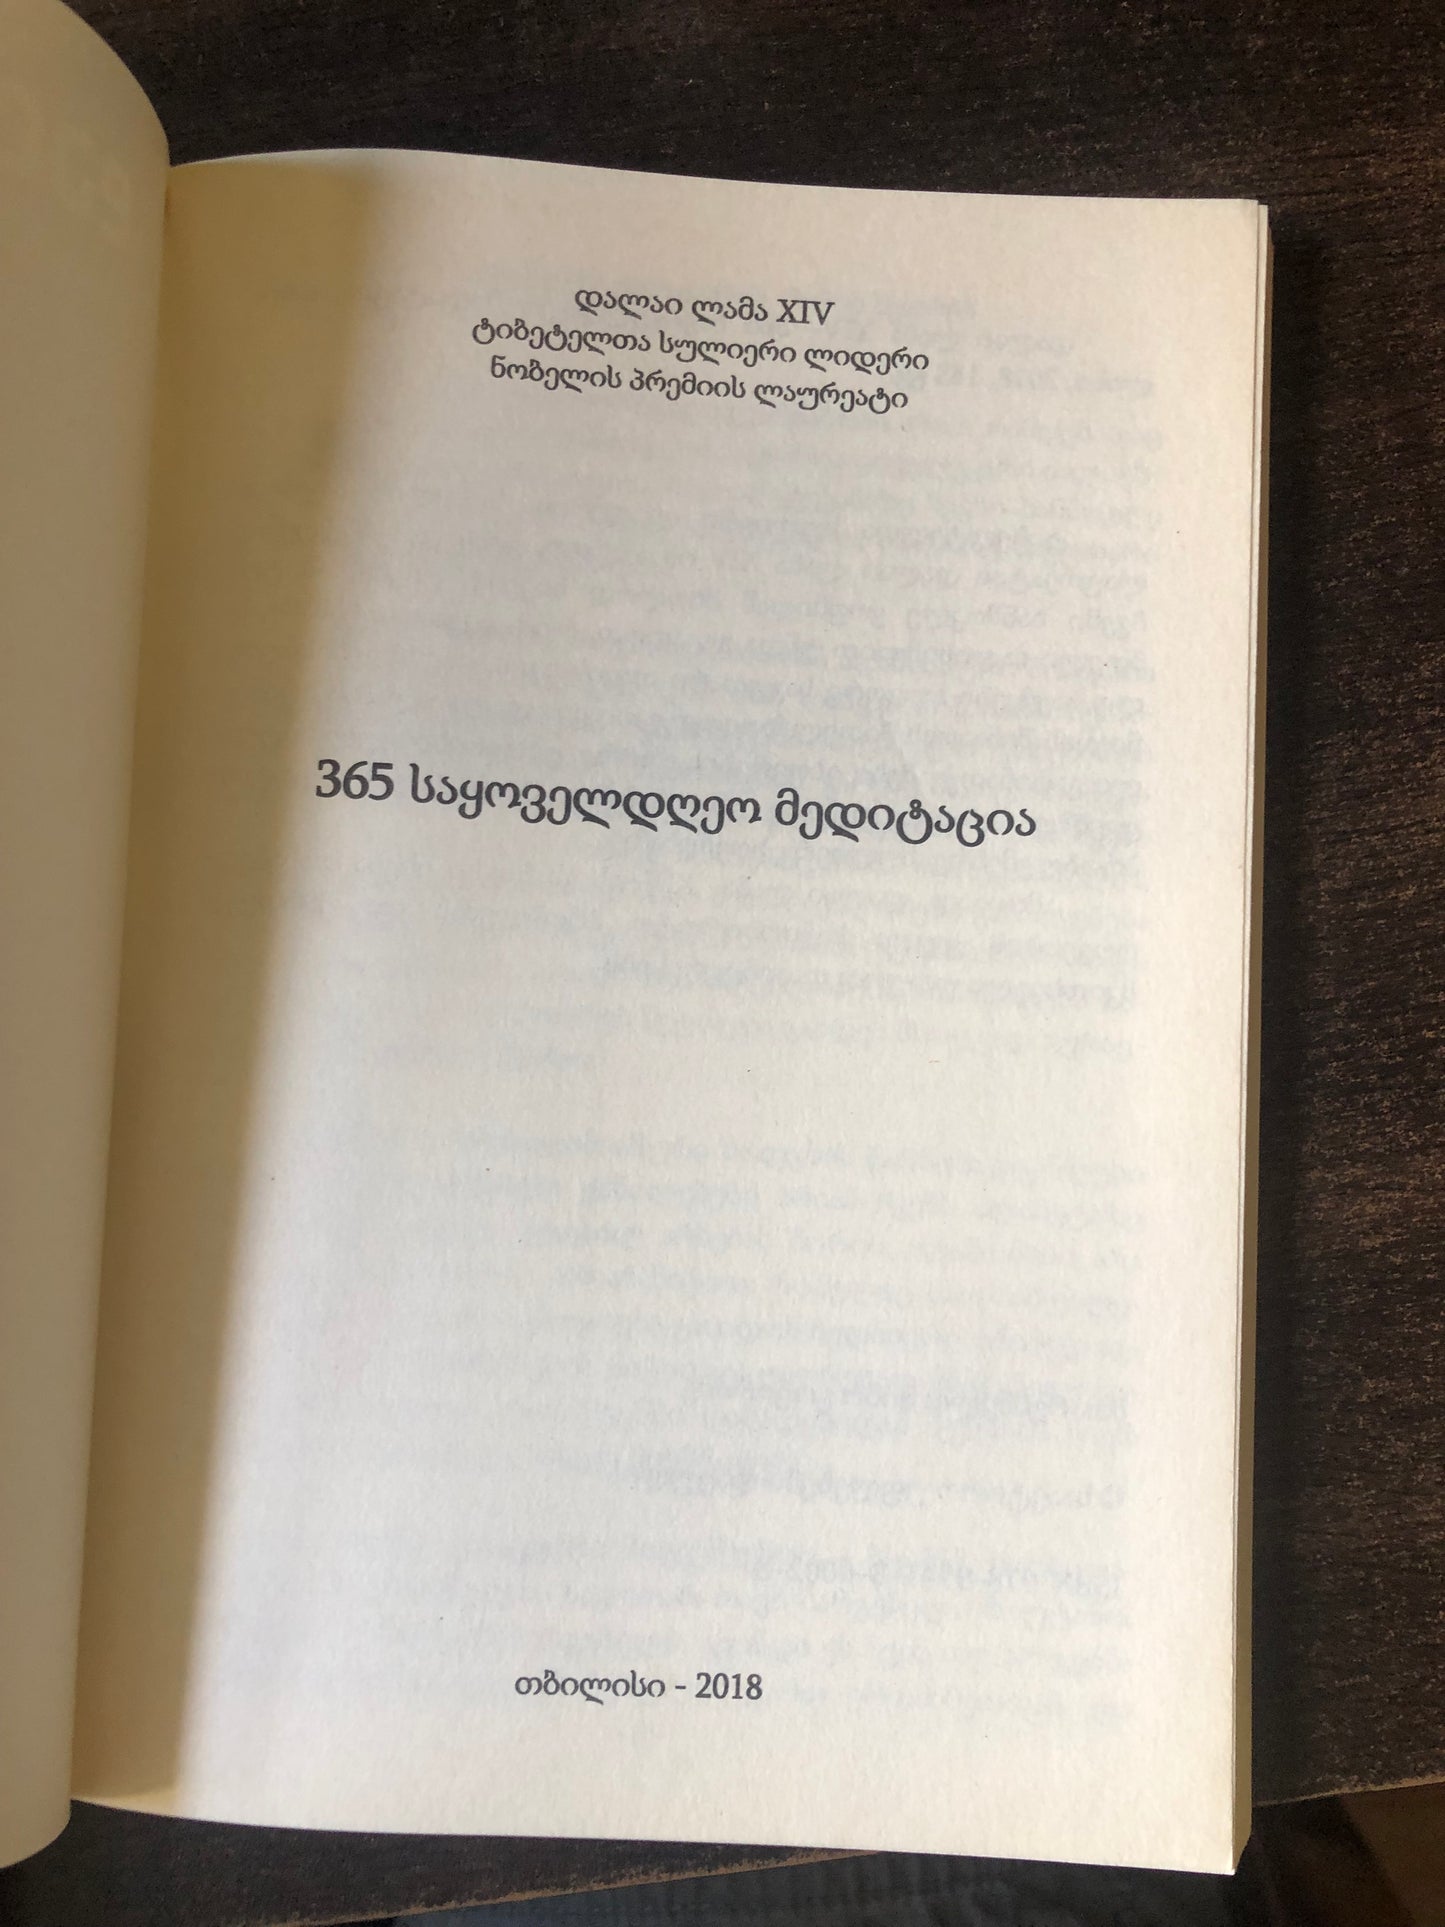 დალაი ლამა XIV
ტიბეტელთა სულიერი ლიდერი
ნობელის პრემიის ლაურეატი
365 საყოველდღეო მედიტაცია
თბილისი - 2018